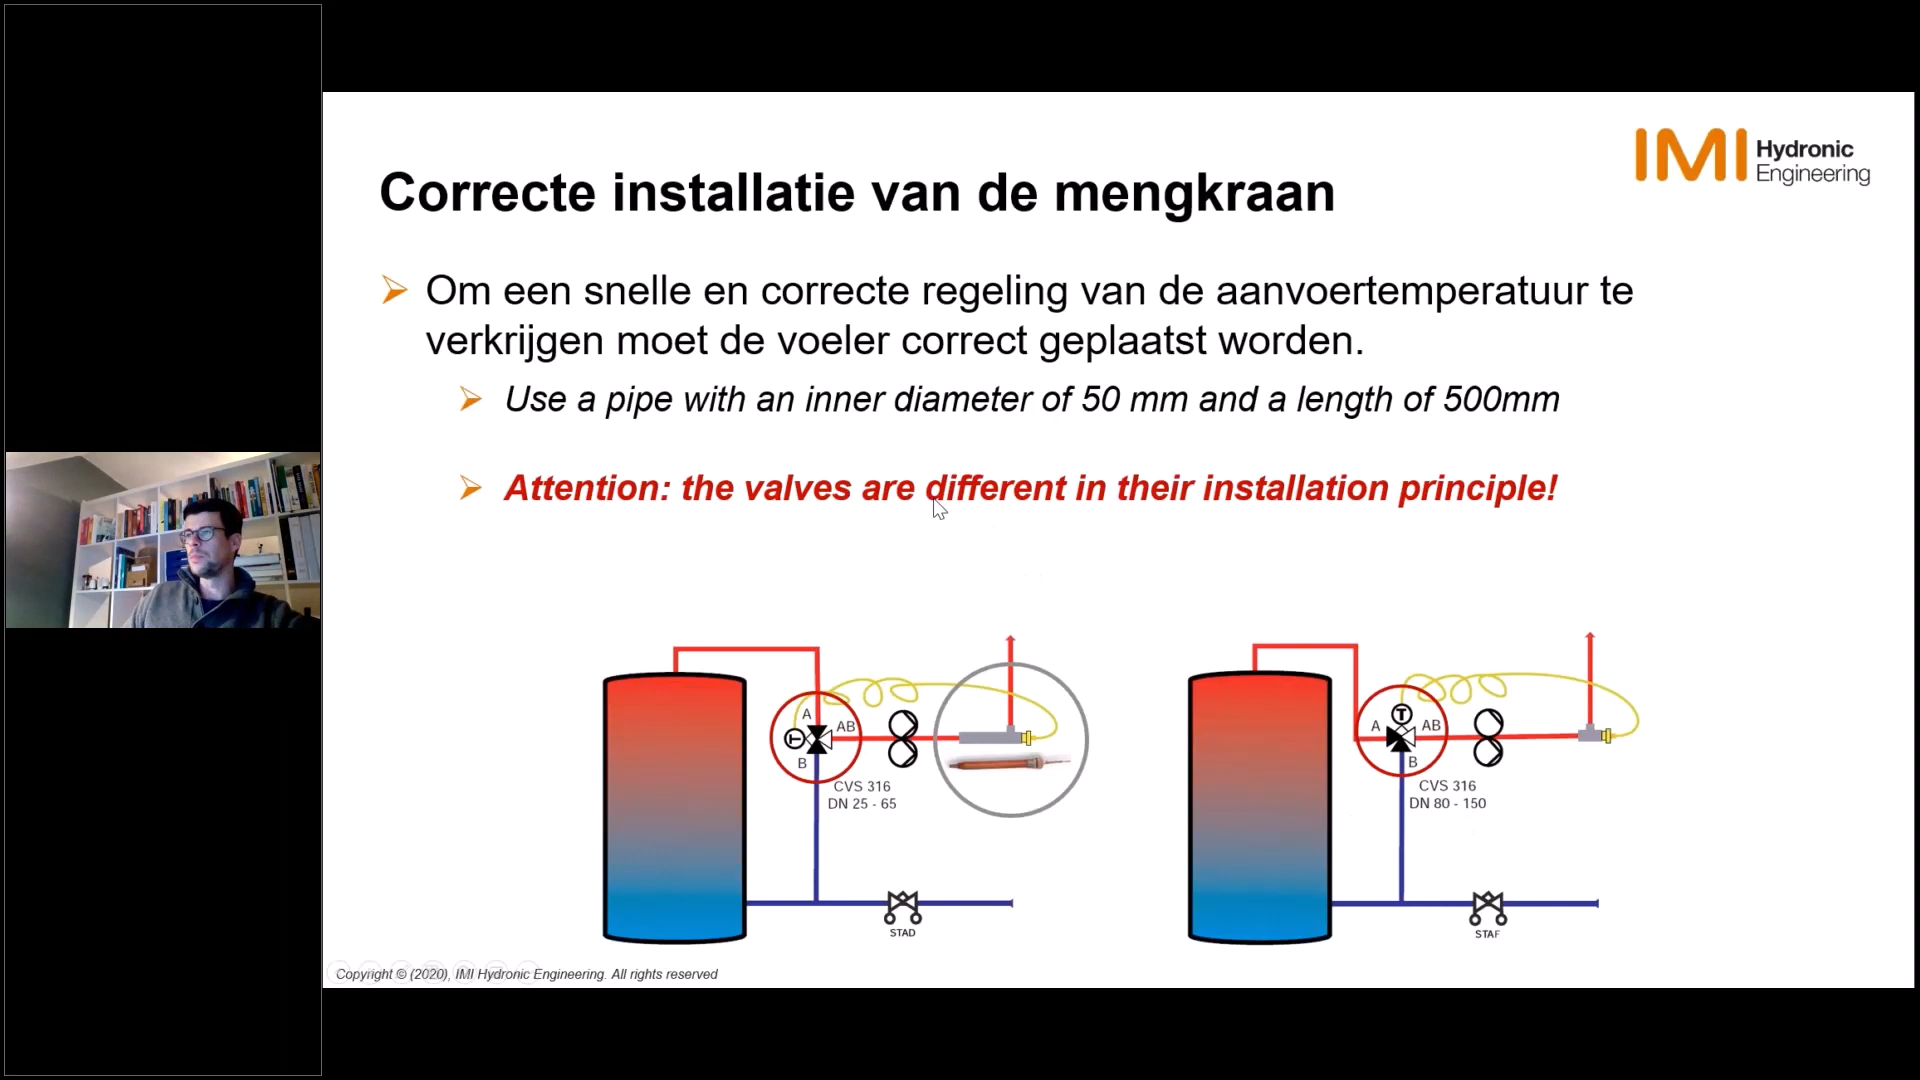 IMI Hydronic
Engineering
Correcte installatie van de mengkraan
Om een snelle en correcte regeling van de aanvoertemperatuur te
verkrijgen moet de voeler correct geplaatst worden.
Use a pipe with an inner diameter of 50 mm and a length of 500mm
Attention: the valves are different in their installation principle!
A
AB
T
B
CVS 316
DN 25 - 65
STAD
T
A
AB
B
CVS 316
DN 80 - 150
STAF
Copyright © (2020), IMI Hydronic Engineering. All rights reserved